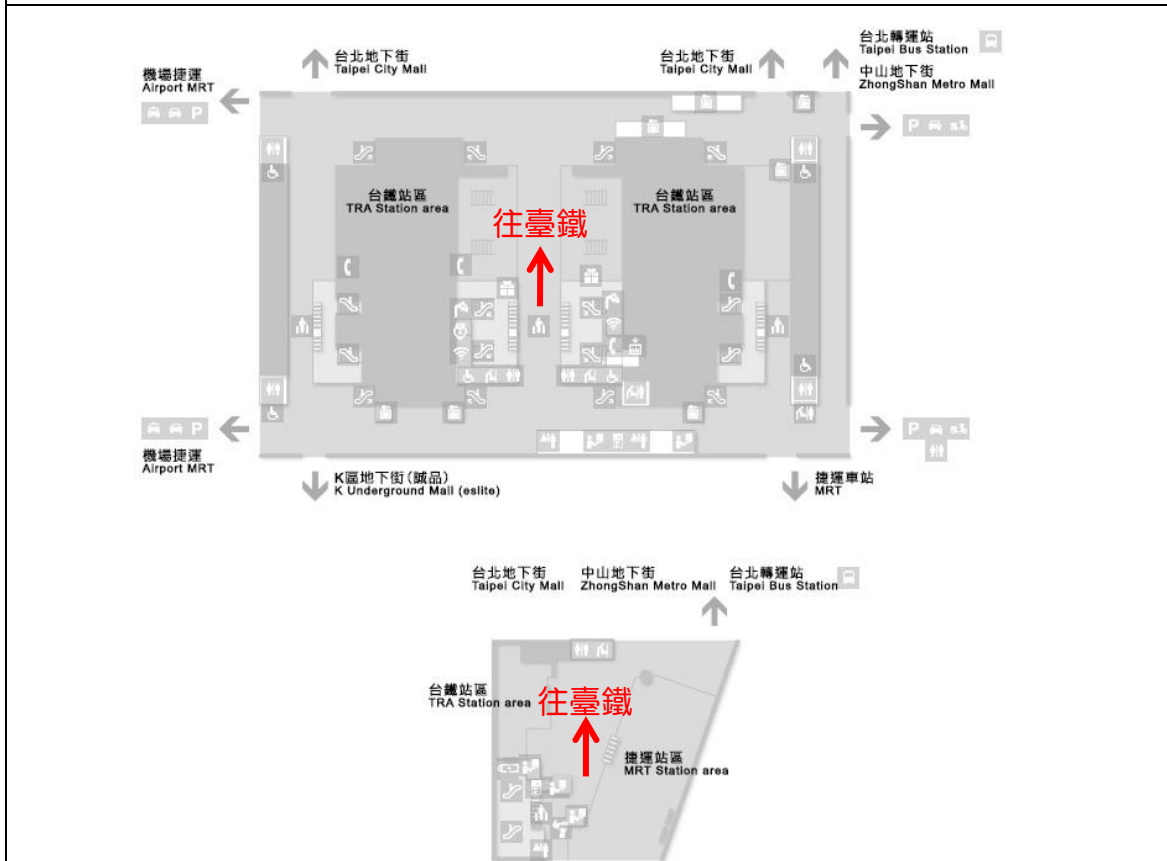 台北地下街
Taipei City Mall
台北地下街
Taipei City Mall
台北轉運站
Taipei Bus Station
中山地下街
ZhongShan Metro Mall
機場捷運
Airport MRT
P
P
台鐵站區
TRA Station area
往臺鐵
台鐵站區
TRA Station area
P
P
機場捷運
Airport MRT
K區地下街(誠品)
K Underground Mall (eslite)
捷運車站
MRT
台北地下街
Taipei City Mall
中山地下街
ZhongShan Metro Mall
台北轉運站
Taipei Bus Station
台鐵站區
TRA Station area
往臺鐵
捷運站區
MRT Station area